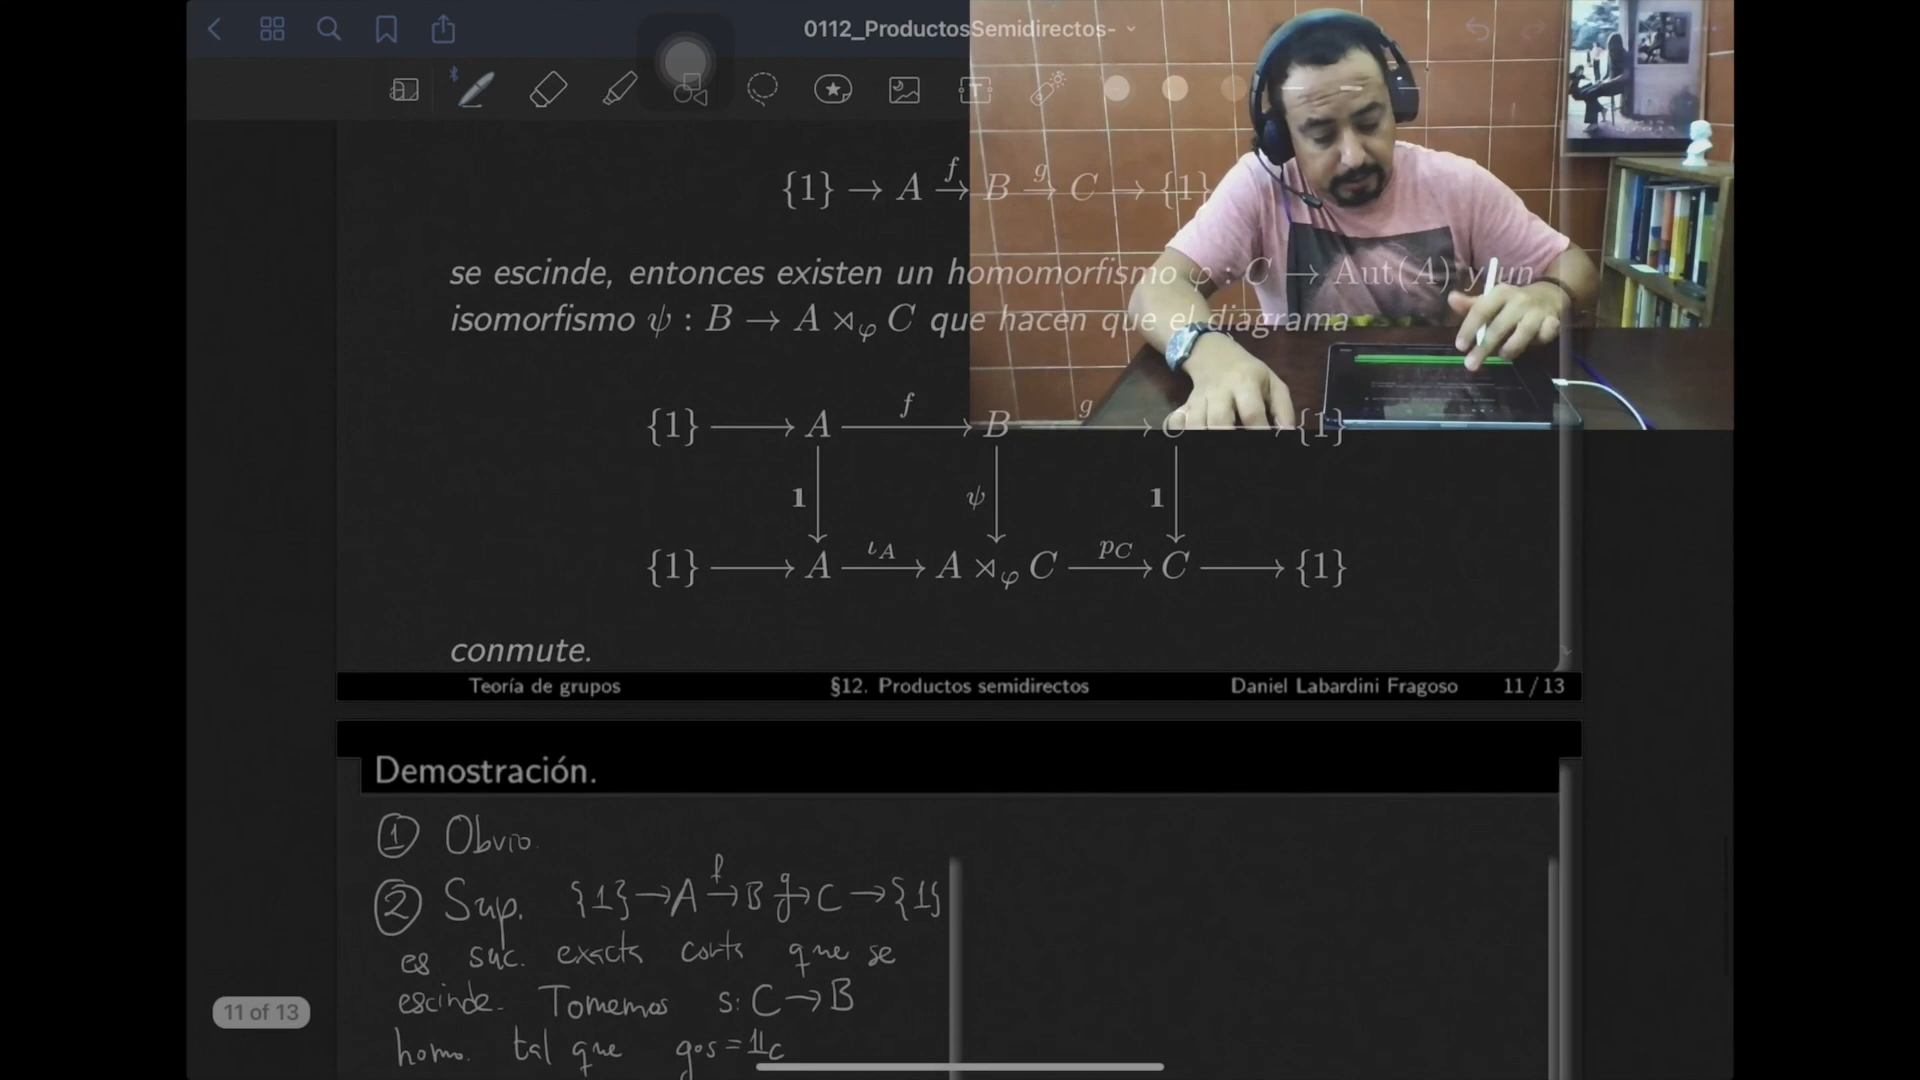 0112_ProductosSemidirectos-
{1} → A →^f B →^g C → {1}
se escinde, entonces existen un homomorfismo φ : C → Aut(A) y un
isomorfismo ψ : B → A ⋊_φ C que hacen que el diagrama
f g
{1} → A → B → C → {1}
1 ψ 1
ι_A p_C
{1} → A → A ⋊_φ C → C → {1}
conmute.
Teoría de grupos §12. Productos semidirectos Daniel Labardini Fragoso 11 / 13
Demostración.
① Obvio.
② Sup. {1} → A →^f B →^g C → {1}
es suc. exacta corta que se
escinde. Tomemos s: C → B
homo. tal que g∘s = 1_C
11 of 13